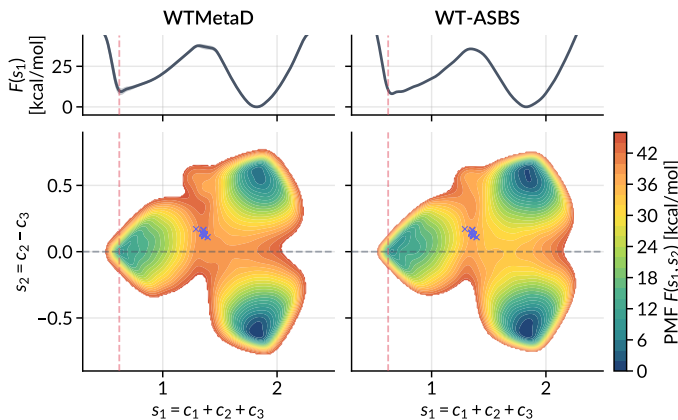 WTMetaD
WT-ASBS
F(s₁)
[kcal/mol]
25
0
0.5
0.0
−0.5
s₂ = c₂ − c₃
1
2
1
2
s₁ = c₁ + c₂ + c₃
s₁ = c₁ + c₂ + c₃
42
36
30
24
18
12
6
0
PMF F(s₁, s₂) [kcal/mol]